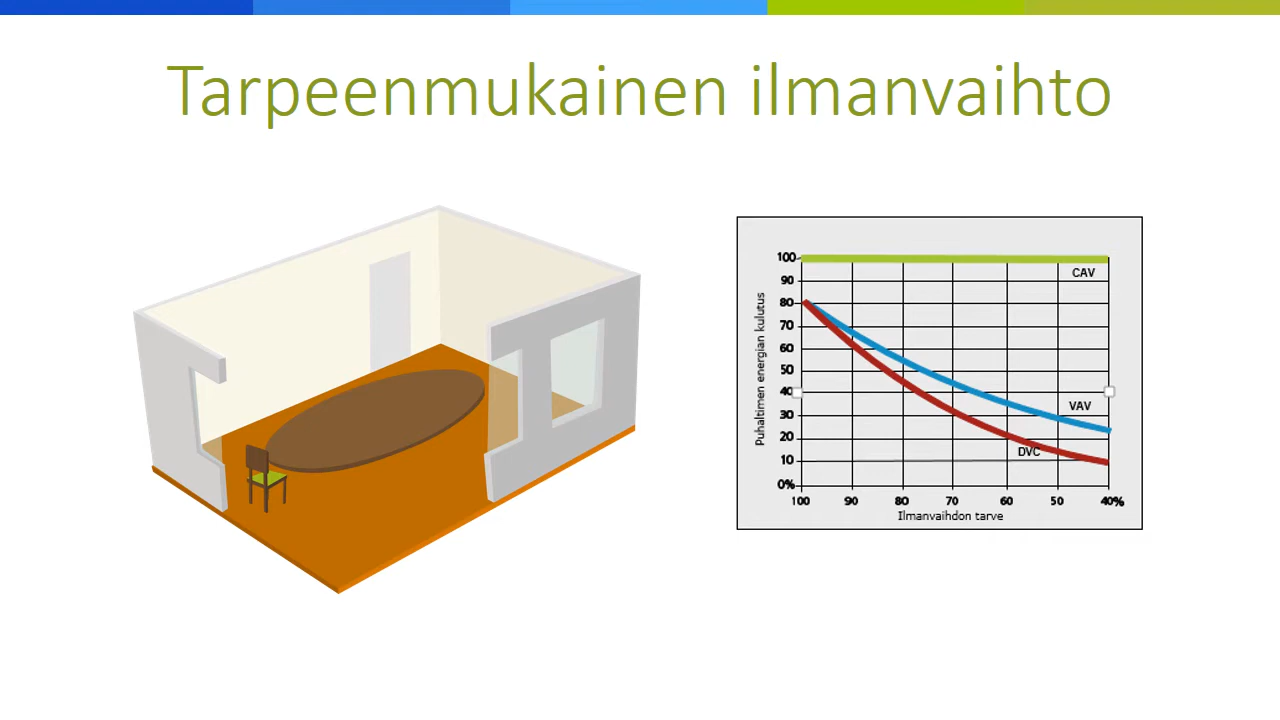 Tarpeenmukainen ilmanvaihto
Puhaltimen energian kulutus
100
90
80
70
60
50
40
30
20
10
0%
CAV
VAV
DVC
100 90 80 70 60 50 40%
Ilmanvaihdon tarve